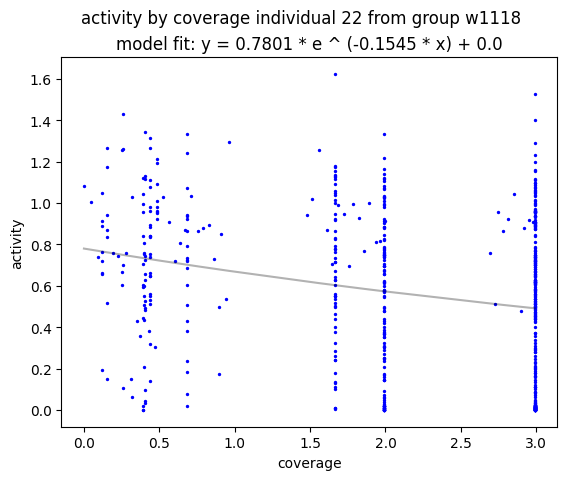 activity by coverage individual 22 from group w1118
model fit: y = 0.7801 * e ^ (-0.1545 * x) + 0.0
1.6
1.4
1.2
1.0
0.8
0.6
0.4
0.2
0.0
activity
0.0 0.5 1.0 1.5 2.0 2.5 3.0
coverage